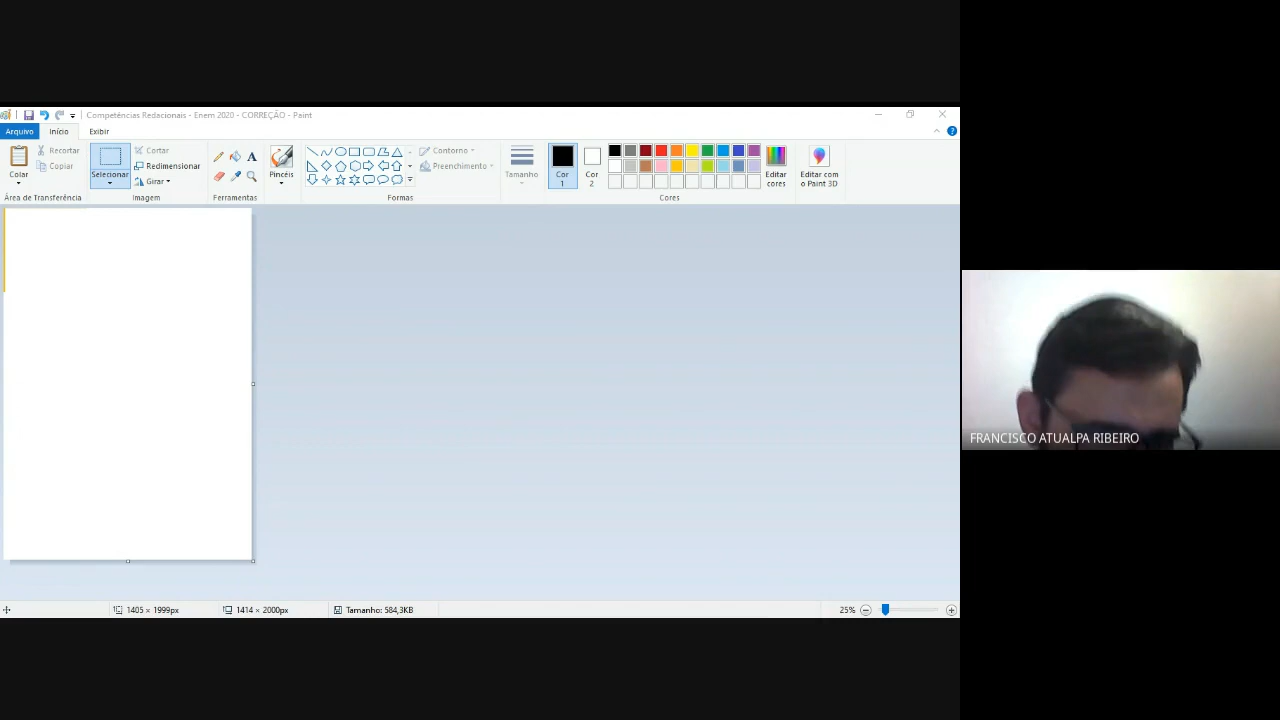 Competências Redacionais - Enem 2020 - CORREÇÃO - Paint
Arquivo Início Exibir
Colar
Recortar
Copiar
Área de Transferência
Selecionar
Cortar
Redimensionar
Girar
Imagem
A
Ferramentas
Pincéis
Formas
Contorno
Preenchimento
Tamanho
Cor 1
Cor 2
Cores
Editar cores
Editar com o Paint 3D
FRANCISCO ATUALPA RIBEIRO
1405 × 1999px
1414 × 2000px
Tamanho: 584,3KB
25%